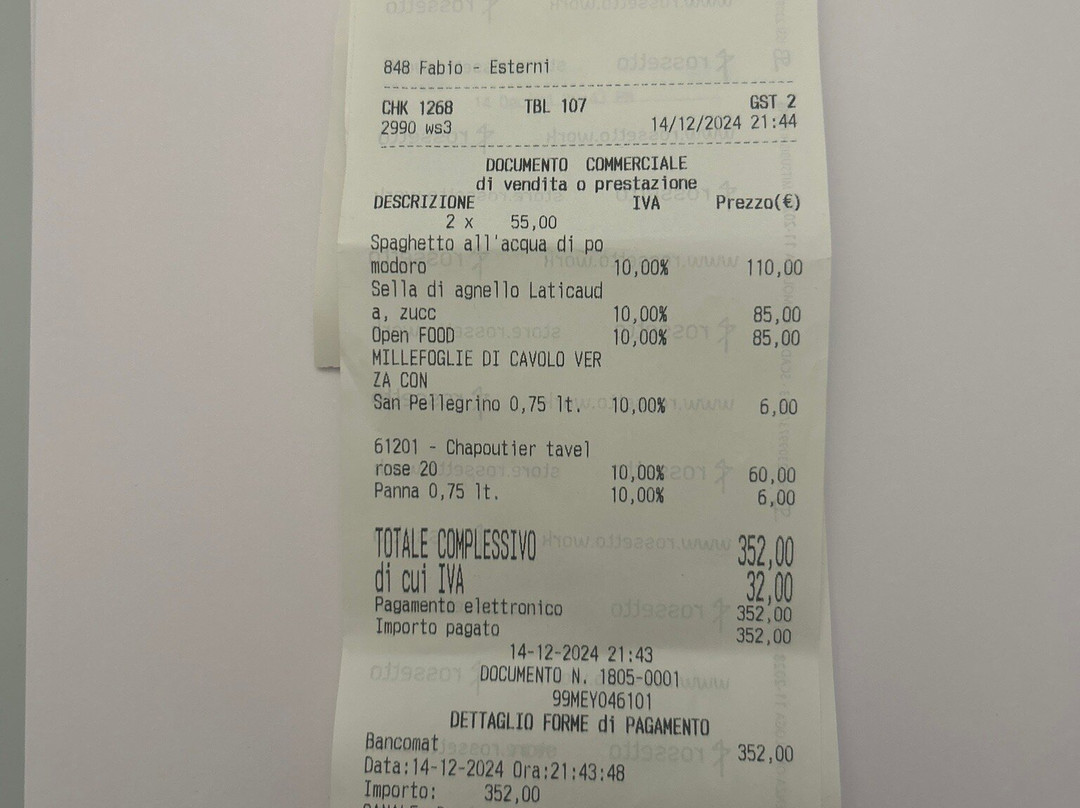 848 Fabio - Esterni
CHK 1268 TBL 107 GST 2
2990 ws3 14/12/2024 21:44
DOCUMENTO COMMERCIALE
di vendita o prestazione
DESCRIZIONE IVA Prezzo(€)
2 x 55,00
Spaghetto all'acqua di po
modoro 10,00% 110,00
Sella di agnello Laticaud
a, zucc 10,00% 85,00
Open FOOD 10,00% 85,00
MILLEFOGLIE DI CAVOLO VER
ZA CON
San Pellegrino 0,75 lt. 10,00% 6,00
61201 - Chapoutier tavel
rose 20 10,00% 60,00
Panna 0,75 lt. 10,00% 6,00
TOTALE COMPLESSIVO 352,00
di cui IVA 32,00
Pagamento elettronico 352,00
Importo pagato 352,00
14-12-2024 21:43
DOCUMENTO N. 1805-0001
99MEY046101
DETTAGLIO FORME di PAGAMENTO
Bancomat 352,00
Data:14-12-2024 Ora:21:43:48
Importo: 352,00